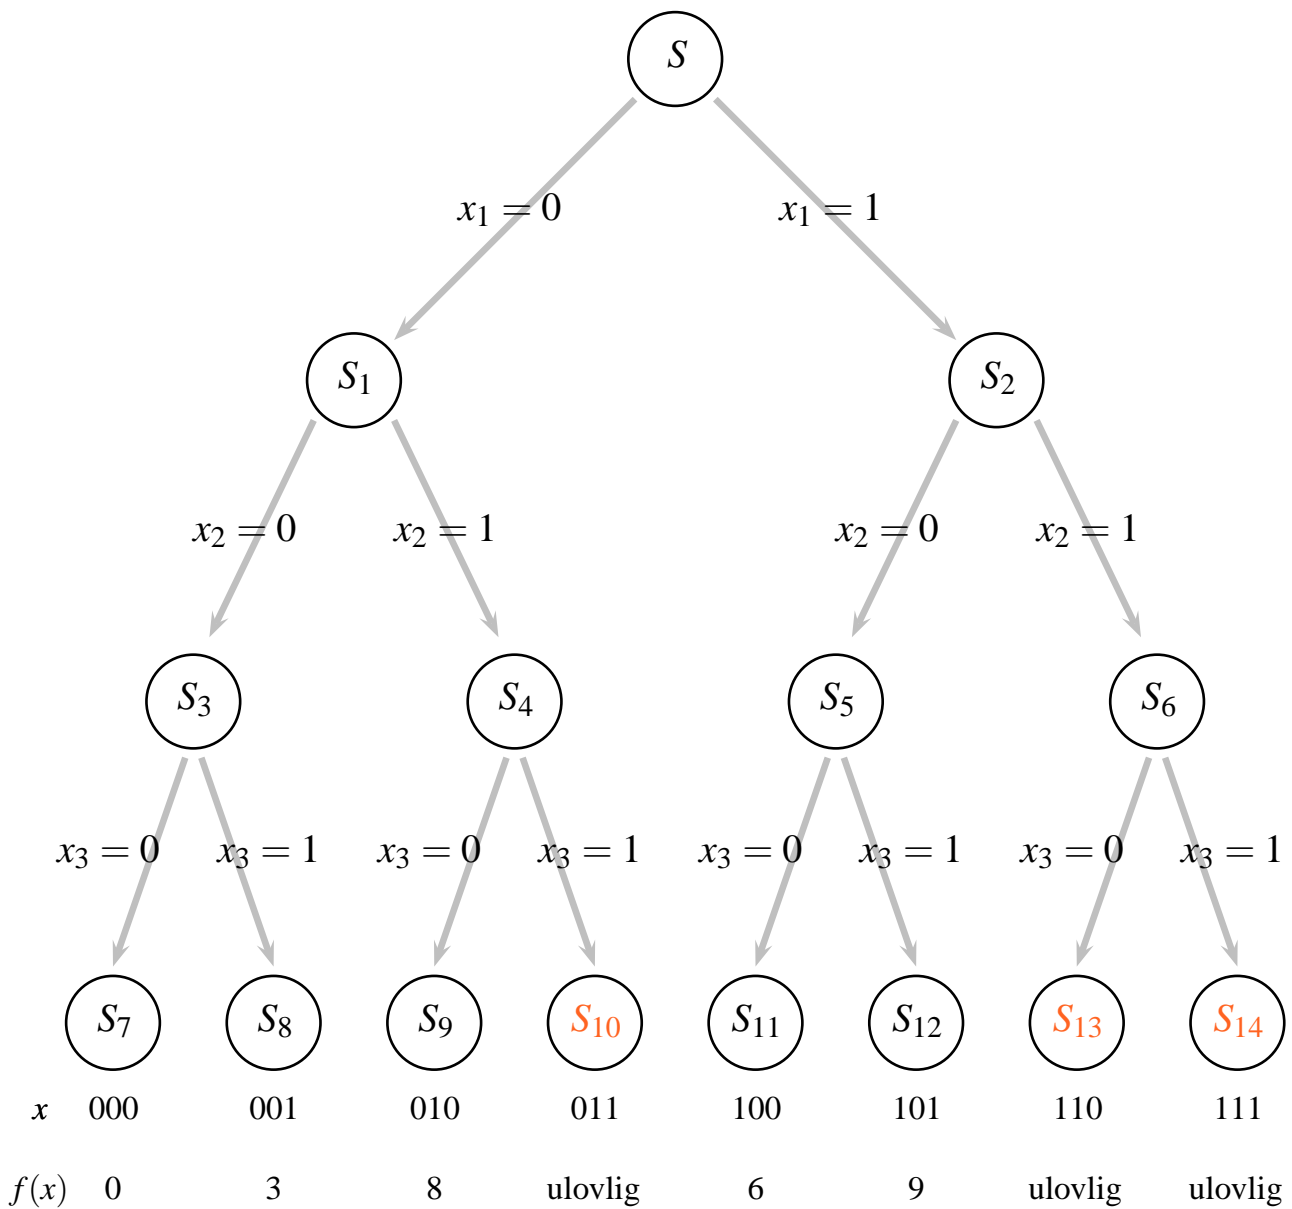 S
x₁ = 0 x₁ = 1
S₁ S₂
x₂ = 0 x₂ = 1 x₂ = 0 x₂ = 1
S₃ S₄ S₅ S₆
x₃ = 0 x₃ = 1 x₃ = 0 x₃ = 1 x₃ = 0 x₃ = 1 x₃ = 0 x₃ = 1
S₇ S₈ S₉ S₁₀ S₁₁ S₁₂ S₁₃ S₁₄
x 000 001 010 011 100 101 110 111
f(x) 0 3 8 ulovlig 6 9 ulovlig ulovlig